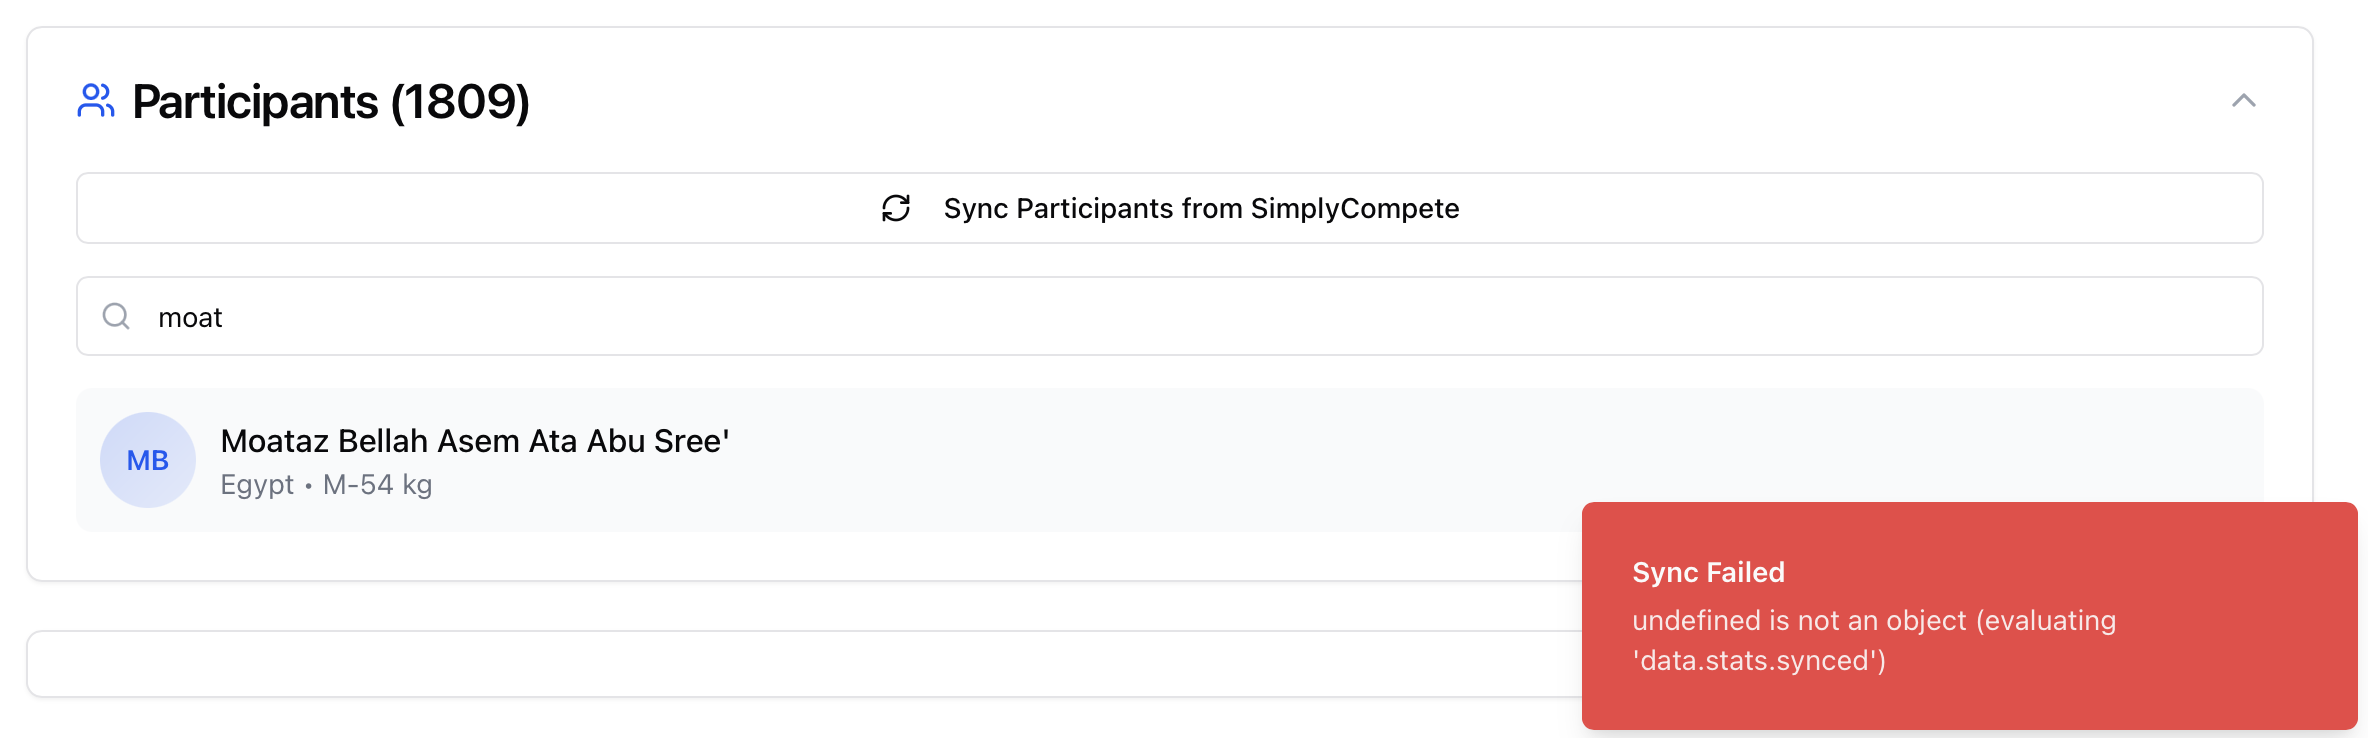 Participants (1809)
Sync Participants from SimplyCompete
moat
MB
Moataz Bellah Asem Ata Abu Sree'
Egypt • M-54 kg
Sync Failed
undefined is not an object (evaluating
'data.stats.synced')